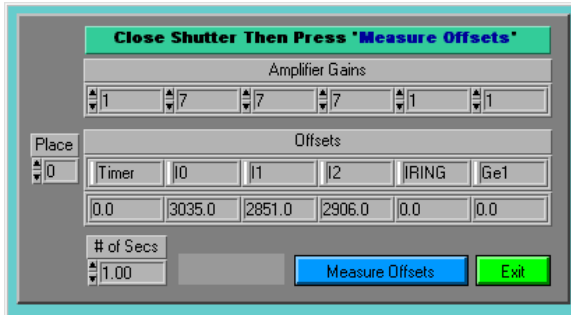 Close Shutter Then Press 'Measure Offsets'
Amplifier Gains
1 7 7 7 1 1
Place
Offsets
0
Timer I0 I1 I2 IRING Ge1
0.0 3035.0 2851.0 2906.0 0.0 0.0
# of Secs
1.00
Measure Offsets Exit